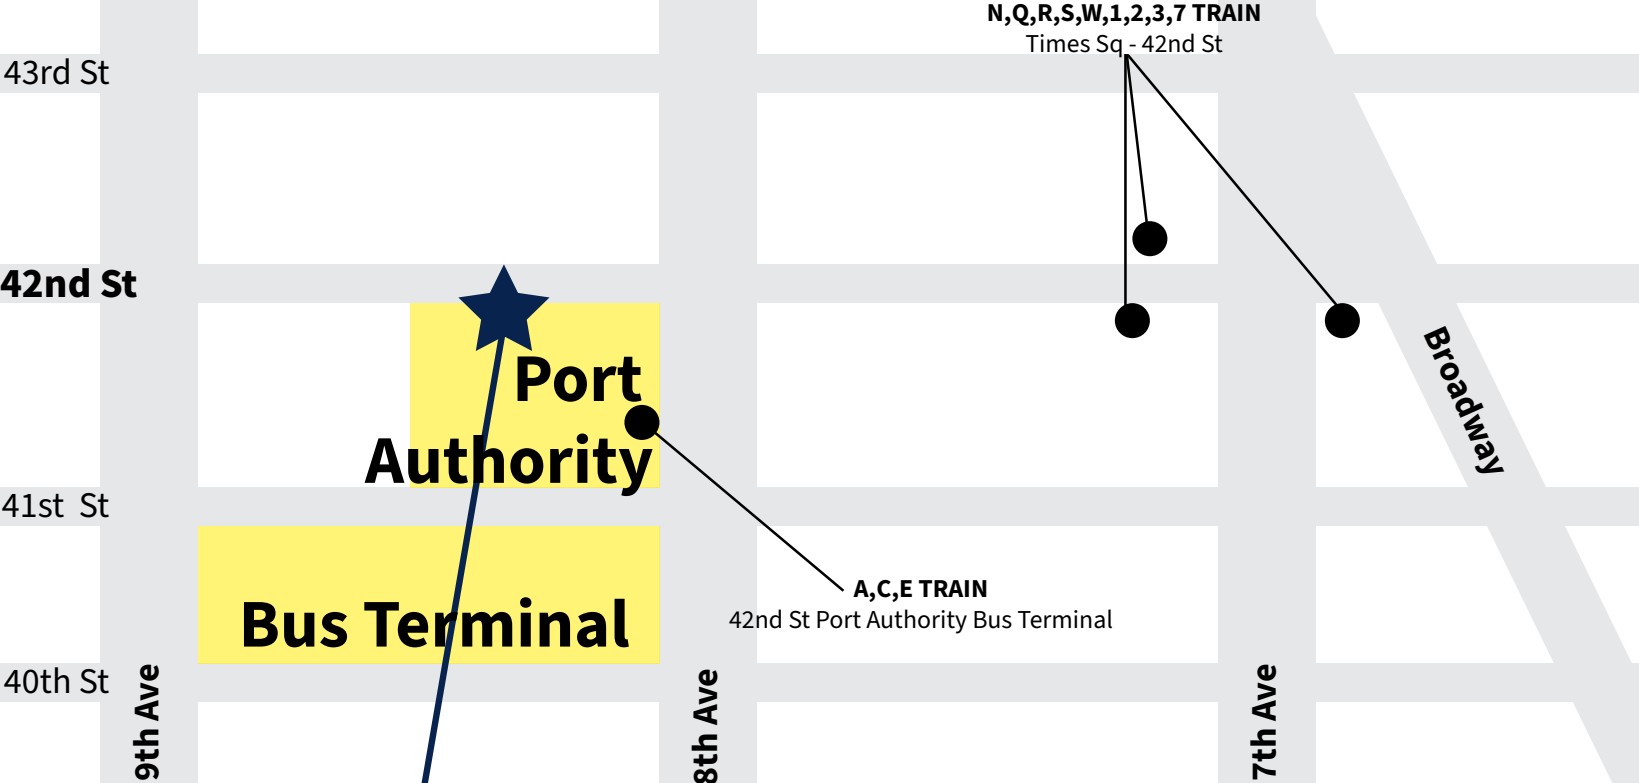 N,Q,R,S,W,1,2,3,7 TRAIN
Times Sq - 42nd St
43rd St
42nd St
Port
Authority
Broadway
41st  St
A,C,E TRAIN
42nd St Port Authority Bus Terminal
Bus Terminal
40th St
9th Ave
8th Ave
7th Ave